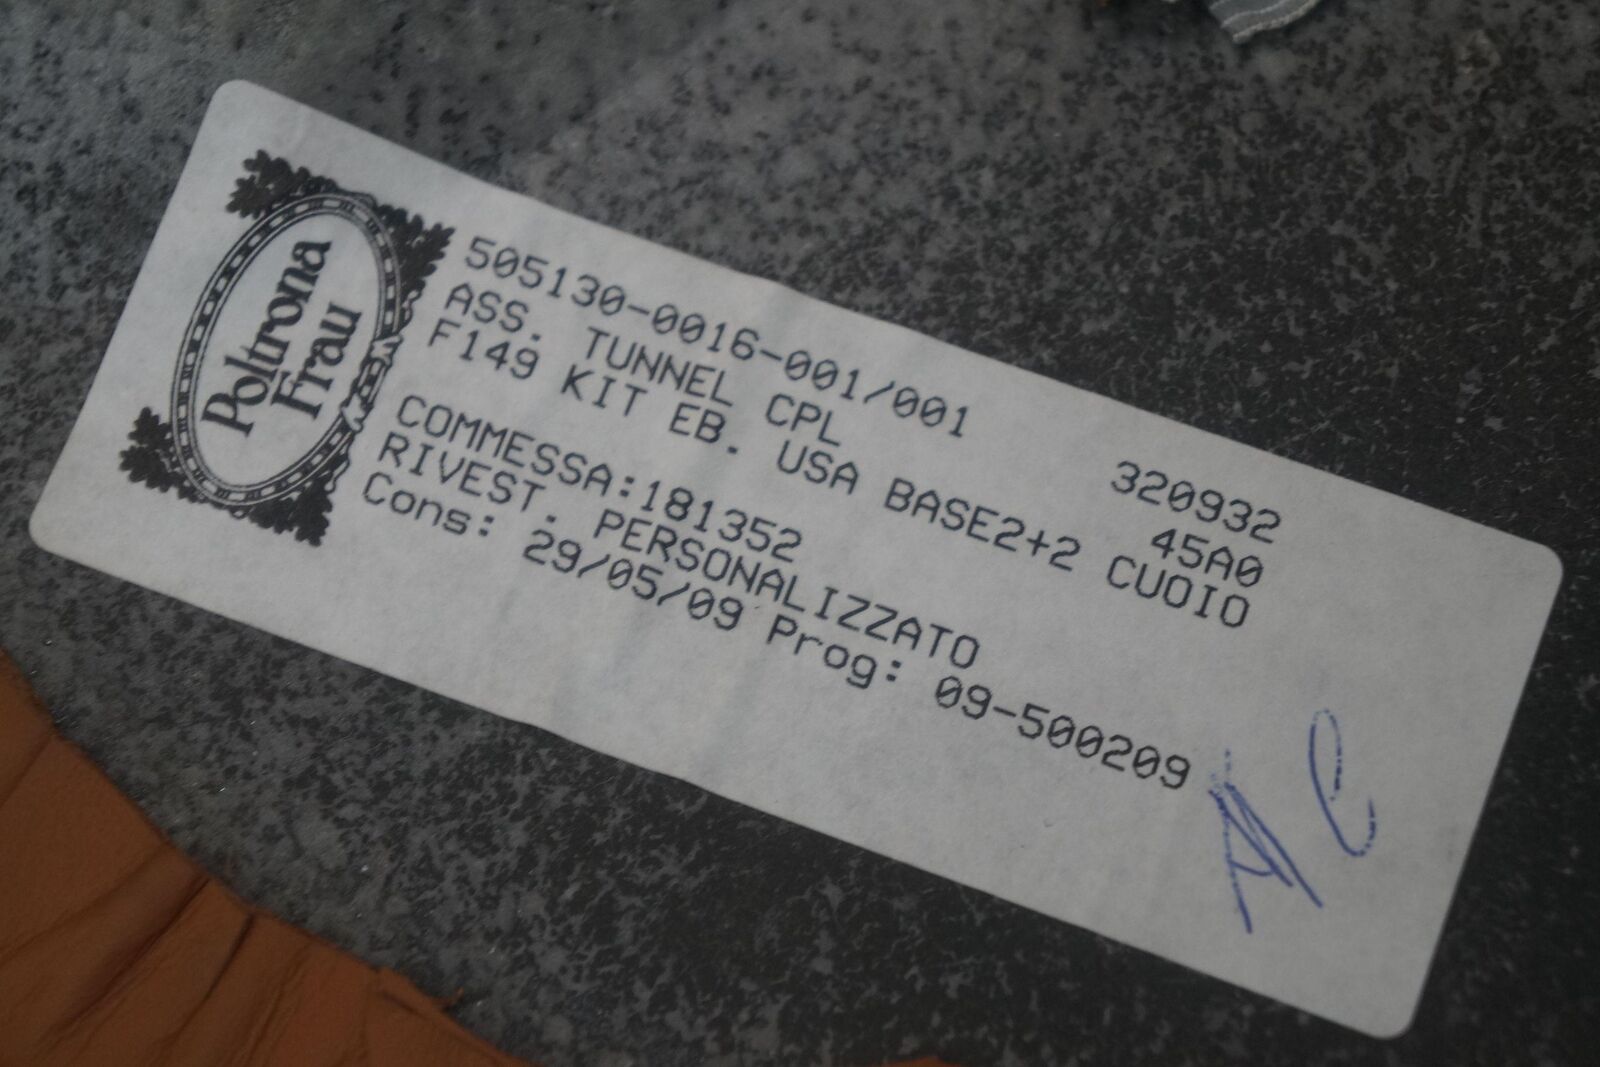 Poltrona
Frau
505130-0016-001/001 320932
ASS. TUNNEL CPL 45A0
F149 KIT EB. USA BASE2+2 CUOIO
COMMESSA:181352
RIVEST. PERSONALIZZATO
Cons: 29/05/09 Prog: 09-500209